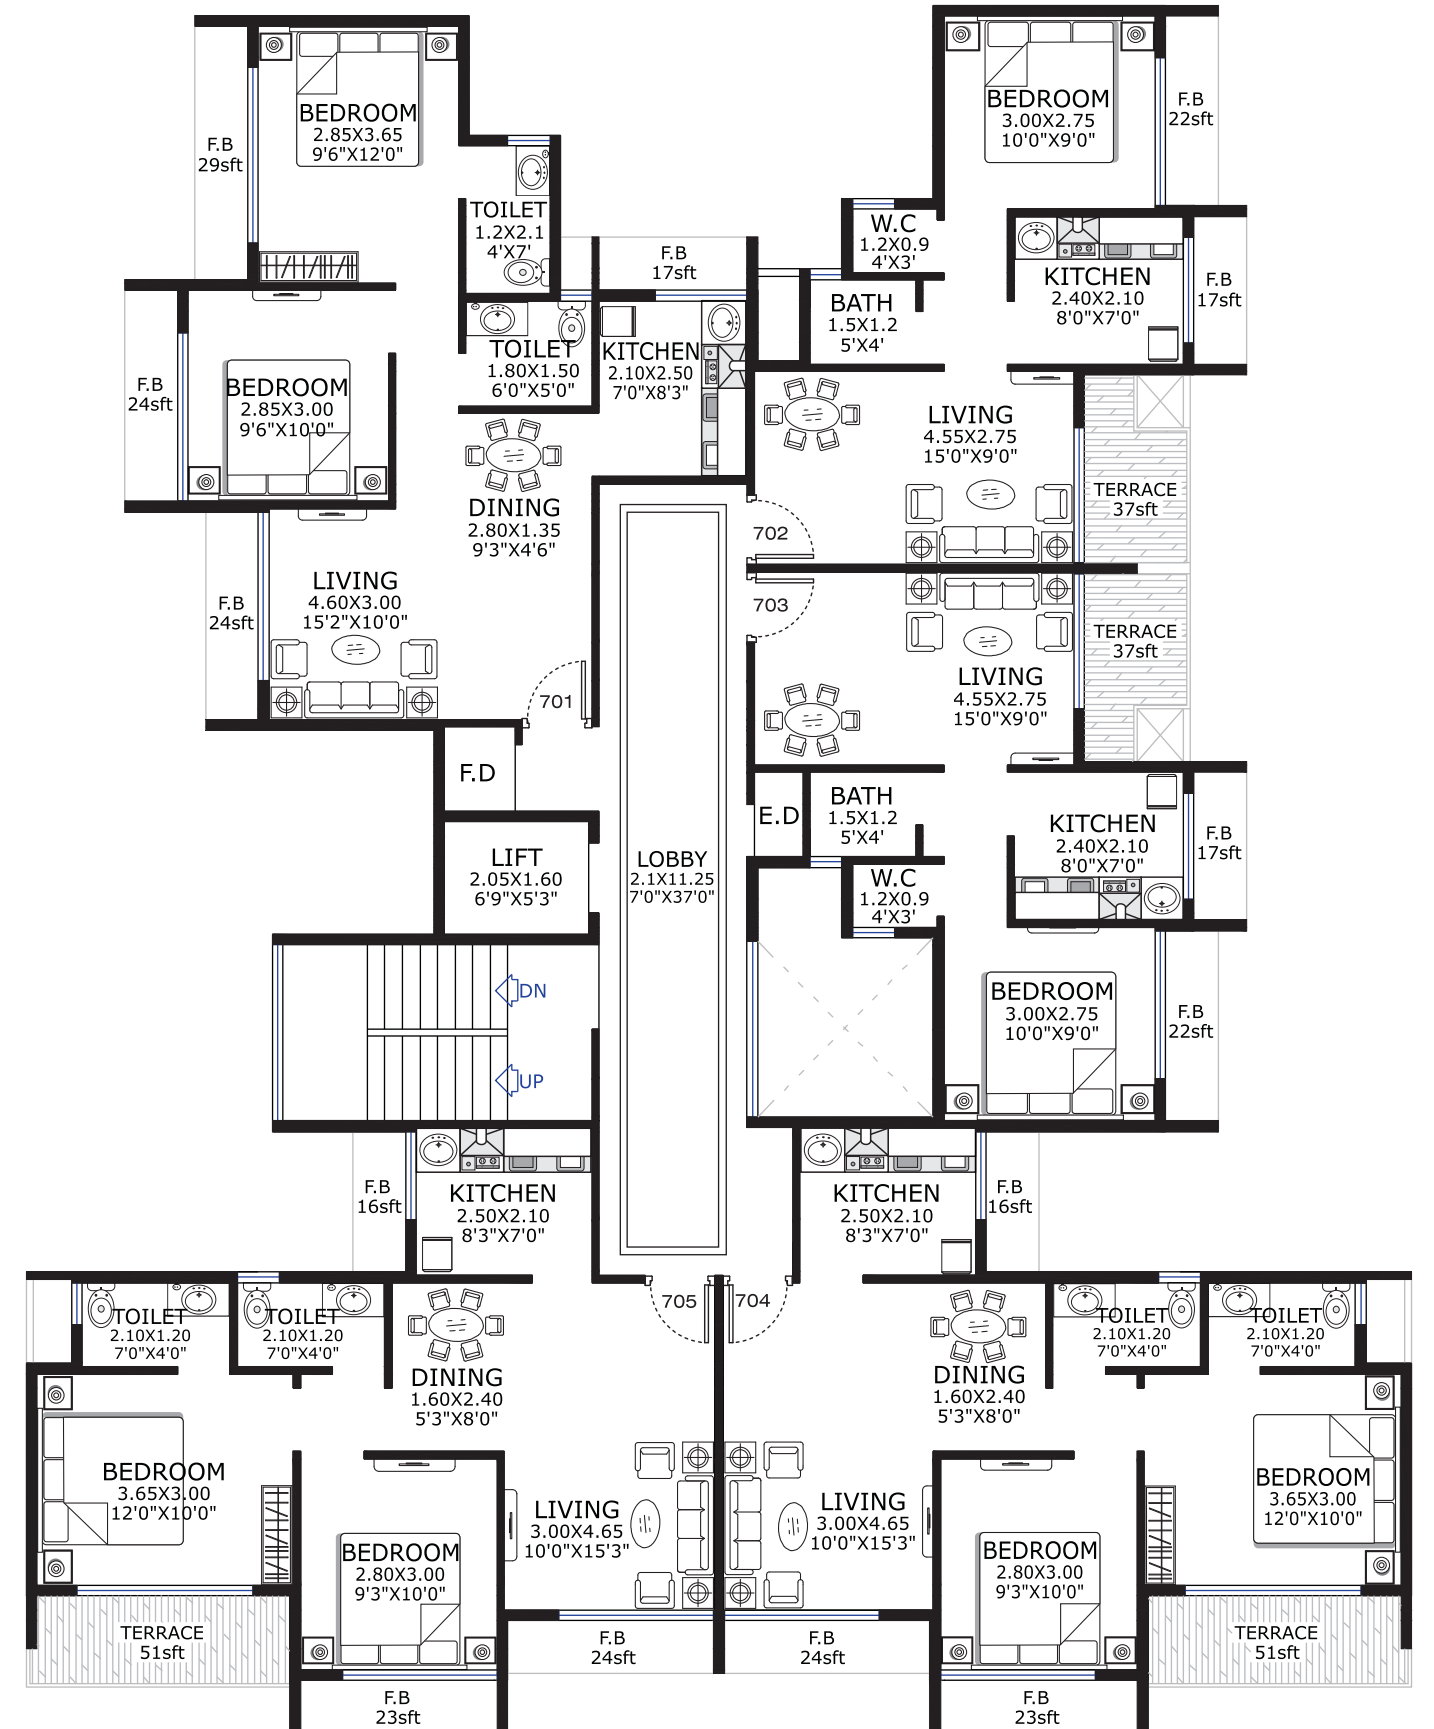 BEDROOM
2.85X3.65
9'6"X12'0"
F.B
29sft
TOILET
1.2X2.1
4'X7'
F.B
17sft
BEDROOM
3.00X2.75
10'0"X9'0"
F.B
22sft
W.C
1.2X0.9
4'X3'
BATH
1.5X1.2
5'X4'
KITCHEN
2.40X2.10
8'0"X7'0"
F.B
17sft
BEDROOM
2.85X3.00
9'6"X10'0"
F.B
24sft
TOILET
1.80X1.50
6'0"X5'0"
KITCHEN
2.10X2.50
7'0"X8'3"
DINING
2.80X1.35
9'3"X4'6"
LIVING
4.55X2.75
15'0"X9'0"
TERRACE
37sft
702
LIVING
4.60X3.00
15'2"X10'0"
F.B
24sft
701
703
TERRACE
37sft
LIVING
4.55X2.75
15'0"X9'0"
F.D
E.D
BATH
1.5X1.2
5'X4'
KITCHEN
2.40X2.10
8'0"X7'0"
F.B
17sft
LIFT
2.05X1.60
6'9"X5'3"
LOBBY
2.1X11.25
7'0"X37'0"
W.C
1.2X0.9
4'X3'
DN
UP
BEDROOM
3.00X2.75
10'0"X9'0"
F.B
22sft
F.B
16sft
KITCHEN
2.50X2.10
8'3"X7'0"
KITCHEN
2.50X2.10
8'3"X7'0"
F.B
16sft
705
704
TOILET
2.10X1.20
7'0"X4'0"
TOILET
2.10X1.20
7'0"X4'0"
DINING
1.60X2.40
5'3"X8'0"
DINING
1.60X2.40
5'3"X8'0"
TOILET
2.10X1.20
7'0"X4'0"
TOILET
2.10X1.20
7'0"X4'0"
BEDROOM
3.65X3.00
12'0"X10'0"
LIVING
3.00X4.65
10'0"X15'3"
LIVING
3.00X4.65
10'0"X15'3"
BEDROOM
3.65X3.00
12'0"X10'0"
BEDROOM
2.80X3.00
9'3"X10'0"
BEDROOM
2.80X3.00
9'3"X10'0"
TERRACE
51sft
F.B
24sft
F.B
24sft
TERRACE
51sft
F.B
23sft
F.B
23sft